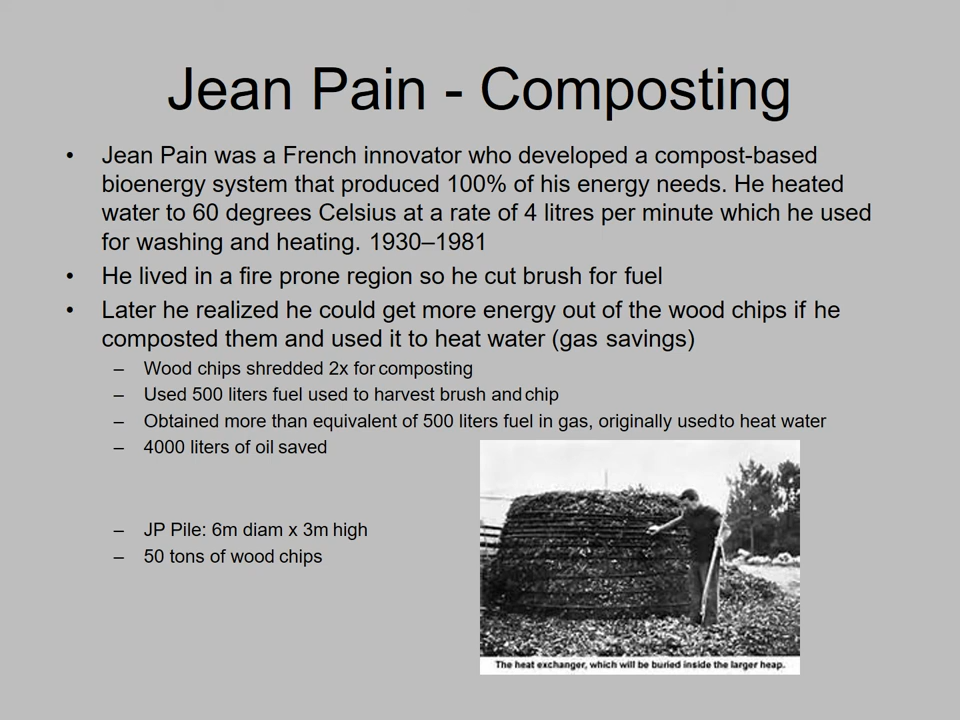 Jean Pain - Composting
• Jean Pain was a French innovator who developed a compost-based
bioenergy system that produced 100% of his energy needs. He heated
water to 60 degrees Celsius at a rate of 4 litres per minute which he used
for washing and heating. 1930–1981
• He lived in a fire prone region so he cut brush for fuel
• Later he realized he could get more energy out of the wood chips if he
composted them and used it to heat water (gas savings)
– Wood chips shredded 2x for composting
– Used 500 liters fuel used to harvest brush and chip
– Obtained more than equivalent of 500 liters fuel in gas, originally used to heat water
– 4000 liters of oil saved
– JP Pile: 6m diam x 3m high
– 50 tons of wood chips
The heat exchanger, which will be buried inside the larger heap.